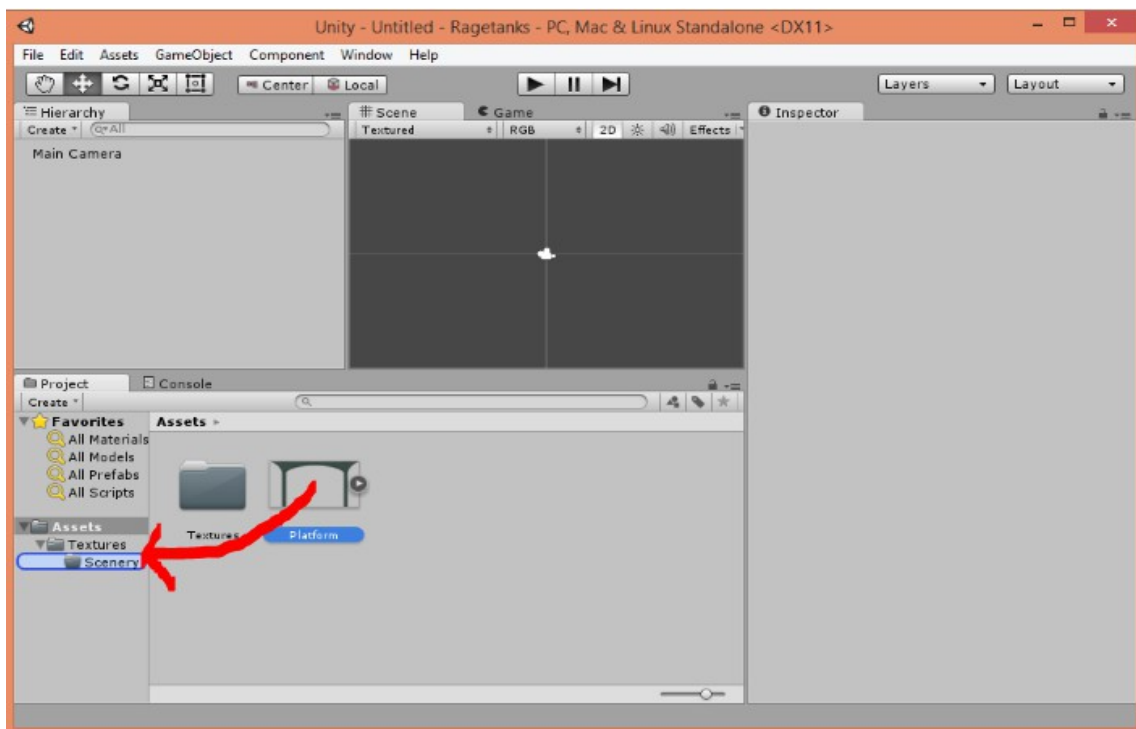 Unity - Untitled - Ragetanks - PC, Mac & Linux Standalone <DX11>
File Edit Assets GameObject Component Window Help
Center Local Layers Layout
Hierarchy Scene Game Inspector
Create All Textured RGB 2D Effects
Main Camera
Project Console
Create
Favorites Assets
All Materials
All Models
All Prefabs
All Scripts
Assets
Textures Platform
Textures
Scenery